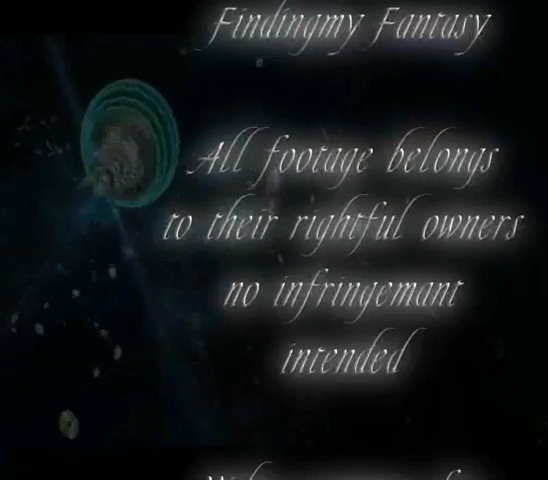 Findingmy Fantasy
All footage belongs
to their rightful owners
no infringemant
intended